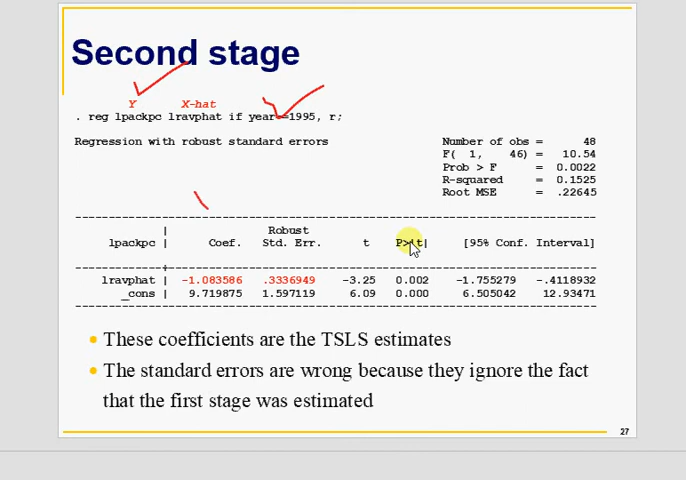 Second stage
Y X-hat
. reg lpackpc lravphat if year==1995, r;
Regression with robust standard errors
Number of obs = 48
F( 1, 46) = 10.54
Prob > F = 0.0022
R-squared = 0.1525
Root MSE = .22645
| Robust
lpackpc | Coef. Std. Err. t P>|t| [95% Conf. Interval]
lravphat | -1.083586 .3336949 -3.25 0.002 -1.755279 -.4118932
_cons | 9.719875 1.597119 6.09 0.000 6.505042 12.93471
These coefficients are the TSLS estimates
The standard errors are wrong because they ignore the fact
that the first stage was estimated
27